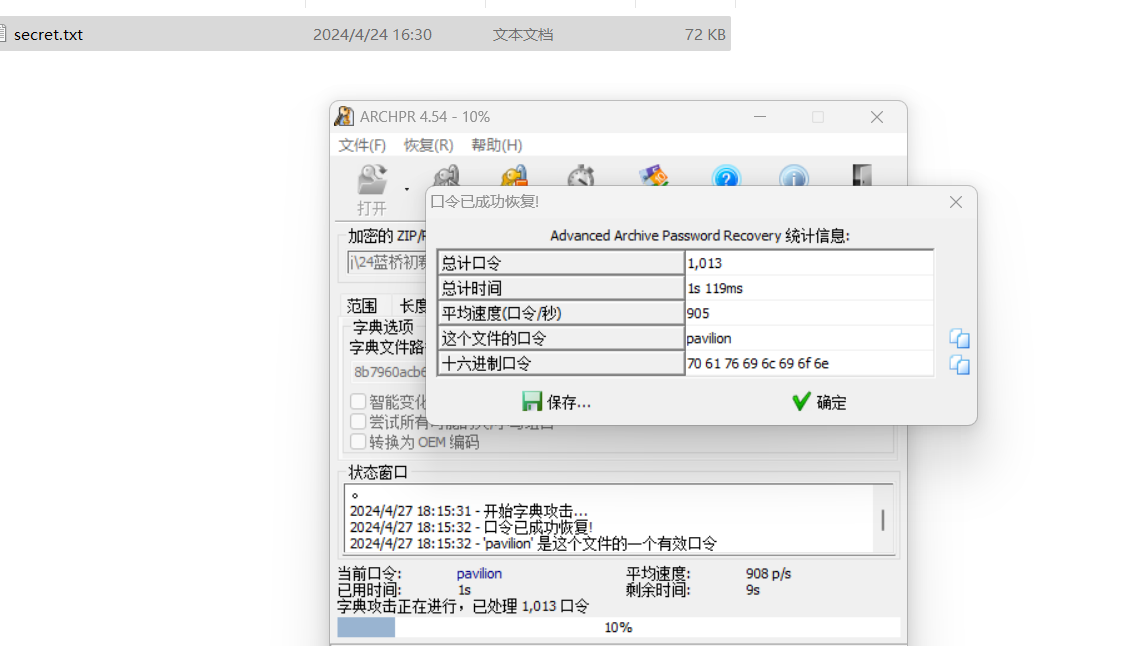 secret.txt 2024/4/24 16:30 文本文档 72 KB
ARCHPR 4.54 - 10%
文件(F) 恢复(R) 帮助(H)
打开
口令已成功恢复!
加密的 ZIP/
Advanced Archive Password Recovery 统计信息:
i\24蓝桥初
总计口令 1,013
总计时间 1s 119ms
范围 长度
平均速度(口令/秒) 905
字典选项
这个文件的口令 pavilion
字典文件路
十六进制口令 70 61 76 69 6c 69 6f 6e
8b7960acb6
智能变化
保存... 确定
尝试所有
转换为 OEM 编码
状态窗口
。
2024/4/27 18:15:31 - 开始字典攻击...
2024/4/27 18:15:32 - 口令已成功恢复!
2024/4/27 18:15:32 - 'pavilion' 是这个文件的一个有效口令
当前口令: pavilion 平均速度: 908 p/s
已用时间: 1s 剩余时间: 9s
字典攻击正在进行，已处理 1,013 口令
10%